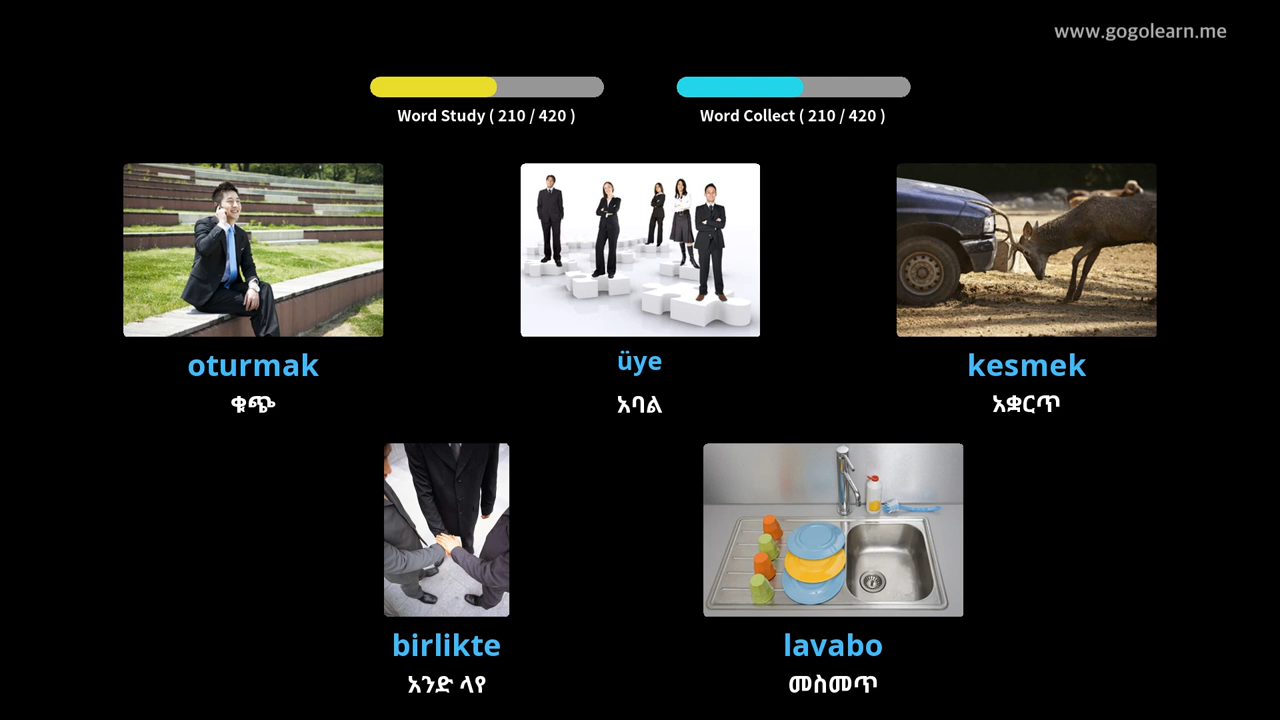 www.gogolearn.me
Word Study ( 210 / 420 )
Word Collect ( 210 / 420 )
oturmak
ቁጭ
üye
አባል
kesmek
አቋርጥ
birlikte
አንድ ላየ
lavabo
መስመጥ